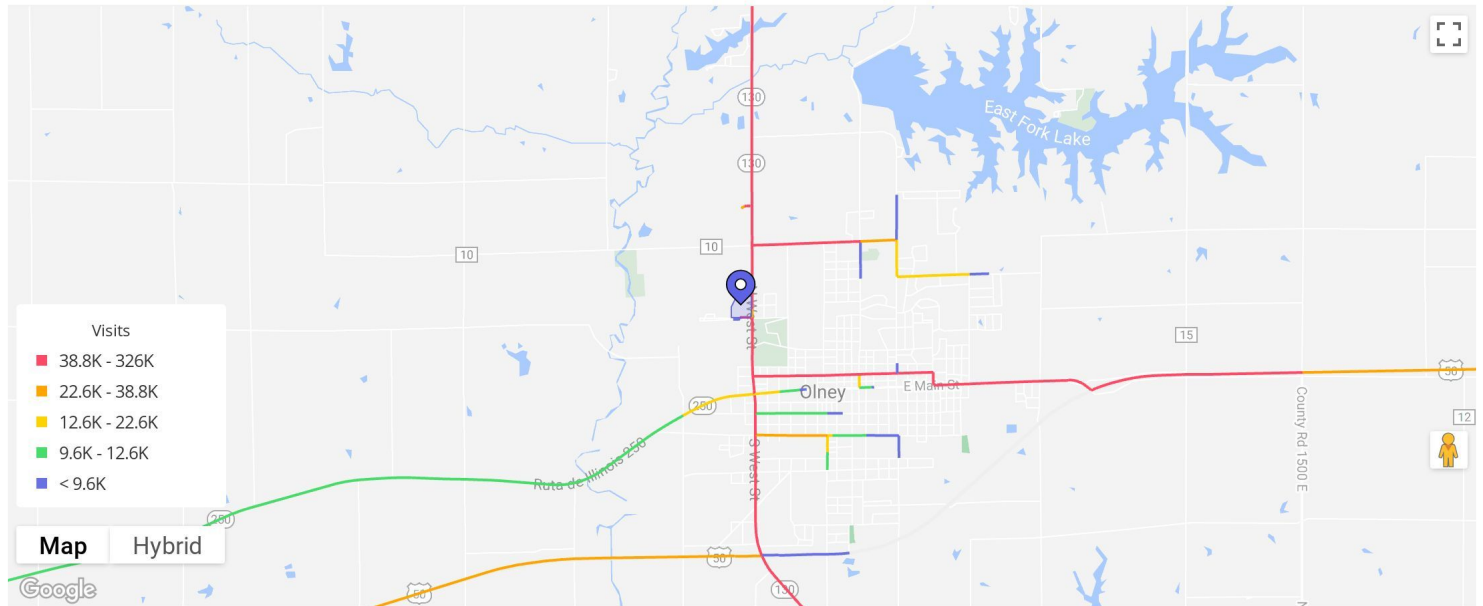 130
East Fork Lake
130
10
10
N West St
15
Visits
38.8K - 326K
22.6K - 38.8K
12.6K - 22.6K
9.6K - 12.6K
< 9.6K
50
Olney
E Main St
250
12
County Rd 1500 E
S West St
Ruta de Illinois 250
250
Map
Hybrid
50
Google
50
130
N